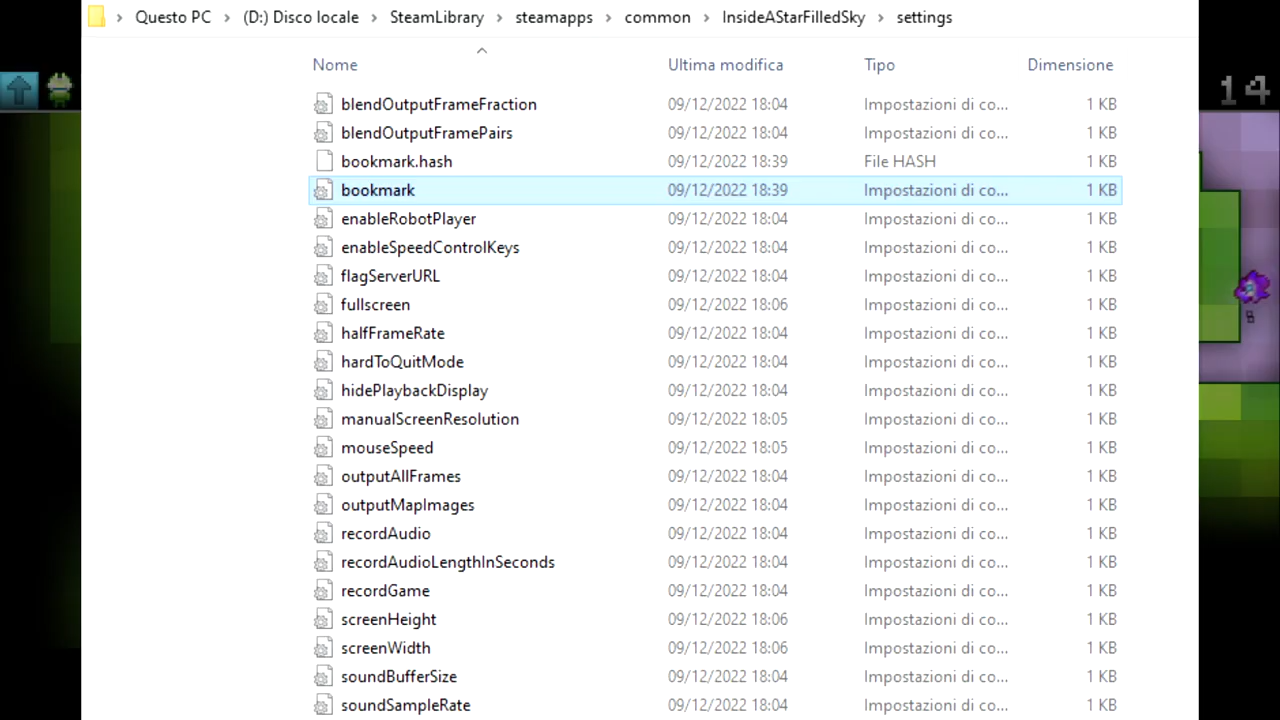 Questo PC > (D:) Disco locale > SteamLibrary > steamapps > common > InsideAStarFilledSky > settings
Nome Ultima modifica Tipo Dimensione
14
blendOutputFrameFraction 09/12/2022 18:04 Impostazioni di co... 1 KB
blendOutputFramePairs 09/12/2022 18:04 Impostazioni di co... 1 KB
bookmark.hash 09/12/2022 18:39 File HASH 1 KB
bookmark 09/12/2022 18:39 Impostazioni di co... 1 KB
enableRobotPlayer 09/12/2022 18:04 Impostazioni di co... 1 KB
enableSpeedControlKeys 09/12/2022 18:04 Impostazioni di co... 1 KB
flagServerURL 09/12/2022 18:04 Impostazioni di co... 1 KB
fullscreen 09/12/2022 18:06 Impostazioni di co... 1 KB
halfFrameRate 09/12/2022 18:04 Impostazioni di co... 1 KB
hardToQuitMode 09/12/2022 18:04 Impostazioni di co... 1 KB
hidePlaybackDisplay 09/12/2022 18:04 Impostazioni di co... 1 KB
manualScreenResolution 09/12/2022 18:05 Impostazioni di co... 1 KB
mouseSpeed 09/12/2022 18:05 Impostazioni di co... 1 KB
outputAllFrames 09/12/2022 18:04 Impostazioni di co... 1 KB
outputMapImages 09/12/2022 18:04 Impostazioni di co... 1 KB
recordAudio 09/12/2022 18:04 Impostazioni di co... 1 KB
recordAudioLengthInSeconds 09/12/2022 18:04 Impostazioni di co... 1 KB
recordGame 09/12/2022 18:04 Impostazioni di co... 1 KB
screenHeight 09/12/2022 18:06 Impostazioni di co... 1 KB
screenWidth 09/12/2022 18:06 Impostazioni di co... 1 KB
soundBufferSize 09/12/2022 18:04 Impostazioni di co... 1 KB
soundSampleRate 09/12/2022 18:04 Impostazioni di co... 1 KB